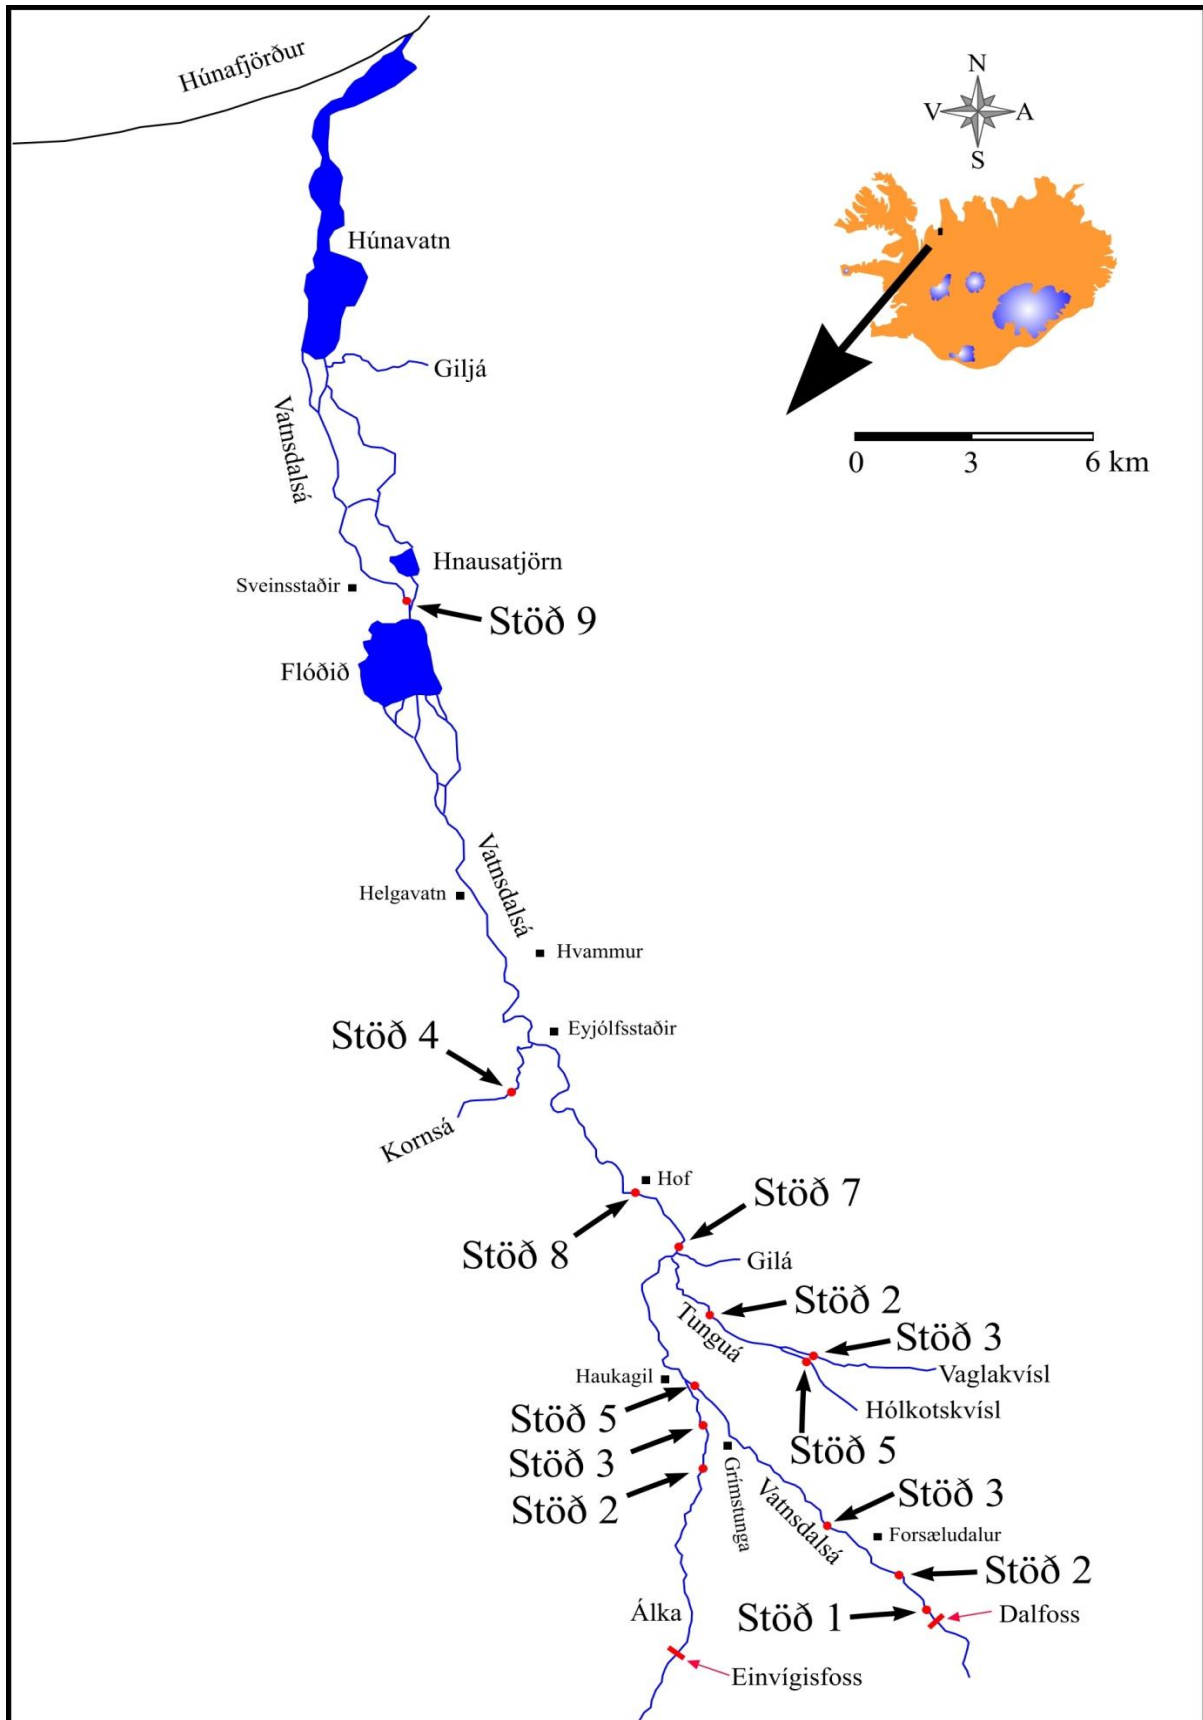 Húnafjörður
N
V
A
S
Húnavatn
Giljá
Vatnsdalsá
0 3 6 km
Hnausatjörn
Sveinsstaðir
Stöð 9
Flóðið
Vatnsdalsá
Helgavatn
Hvammur
Eyjólfsstaðir
Stöð 4
Kornsá
Hof
Stöð 7
Stöð 8
Gilá
Stöð 2
Tunguá
Stöð 3
Vaglakvísl
Haukagil
Hólkotskvísl
Stöð 5
Stöð 5
Stöð 3
Grímstunga
Stöð 2
Vatnsdalsá
Stöð 3
Forsæludalur
Stöð 2
Álka
Stöð 1
Dalfoss
Einvígisfoss